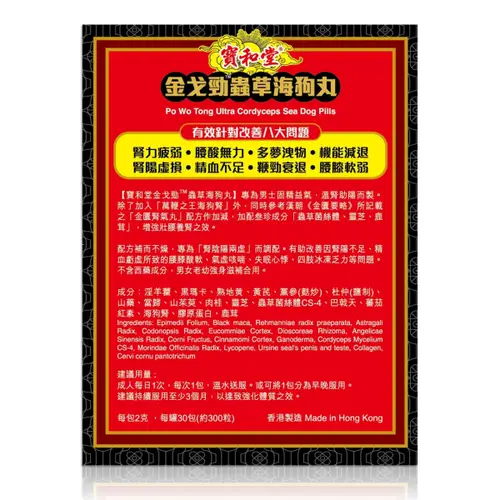 寶和堂
金戈勁蟲草海狗丸
Po Wo Tong Ultra Cordyceps Sea Dog Pills
有效針對改善八大問題
腎力疲弱•腰酸無力•多夢洩物•機能減退
腎陽虛損•精血不足•鞭勁衰退•腰膝軟弱
【寶和堂金戈勁™蟲草海狗丸】專為男士固精益氣，溫腎助陽而製。
除了加入「萬鞭之王海狗腎」外，同時參考漢朝《金匱要略》所記載
之「金匱腎氣丸」配方作加減，加配叁珍成分「蟲草菌絲體、靈芝、鹿
茸」，增強壯腰養腎之效。
配方補而不燥，專為「腎陰陽兩虛」而調配。有助改善因腎陽不足、精
血虧虛所致的腰膝酸軟，氣虛咳喘，失眠心悸，四肢冰凍乏力等問題。
不含西藥成分，男女老幼強身滋補合用。
成分：淫羊藿、黑瑪卡、熟地黃、黃芪、黨參(麩炒)、杜仲(鹽制)、
山藥、當歸、山茱萸、肉桂、靈芝、蟲草菌絲體CS-4、巴戟天、蕃茄
紅素、海狗腎、膠原蛋白、鹿茸
Ingredients: Epimedii Folium, Black maca, Rehmanniae radix praeparata, Astragali
Radix, Codonopsis Radix, Eucommiae Cortex, Dioscoreae Rhizoma, Angelicae
Sinensis Radix, Corni Fructus, Cinnamomi Cortex, Ganoderma, Cordyceps Mycelium
CS-4, Morindae Officinalis Radix, Lycopene, Ursine seal's penis and teste, Collagen,
Cervi cornu pantotrichum
建議用量：
成人每日1次，每次1包，溫水送服。或可將1包分為早晚服用。
建議持續服用至少3個月，以達致強化體質之效。
每包2克 ，每罐30包(約300粒)
香港製造 Made in Hong Kong